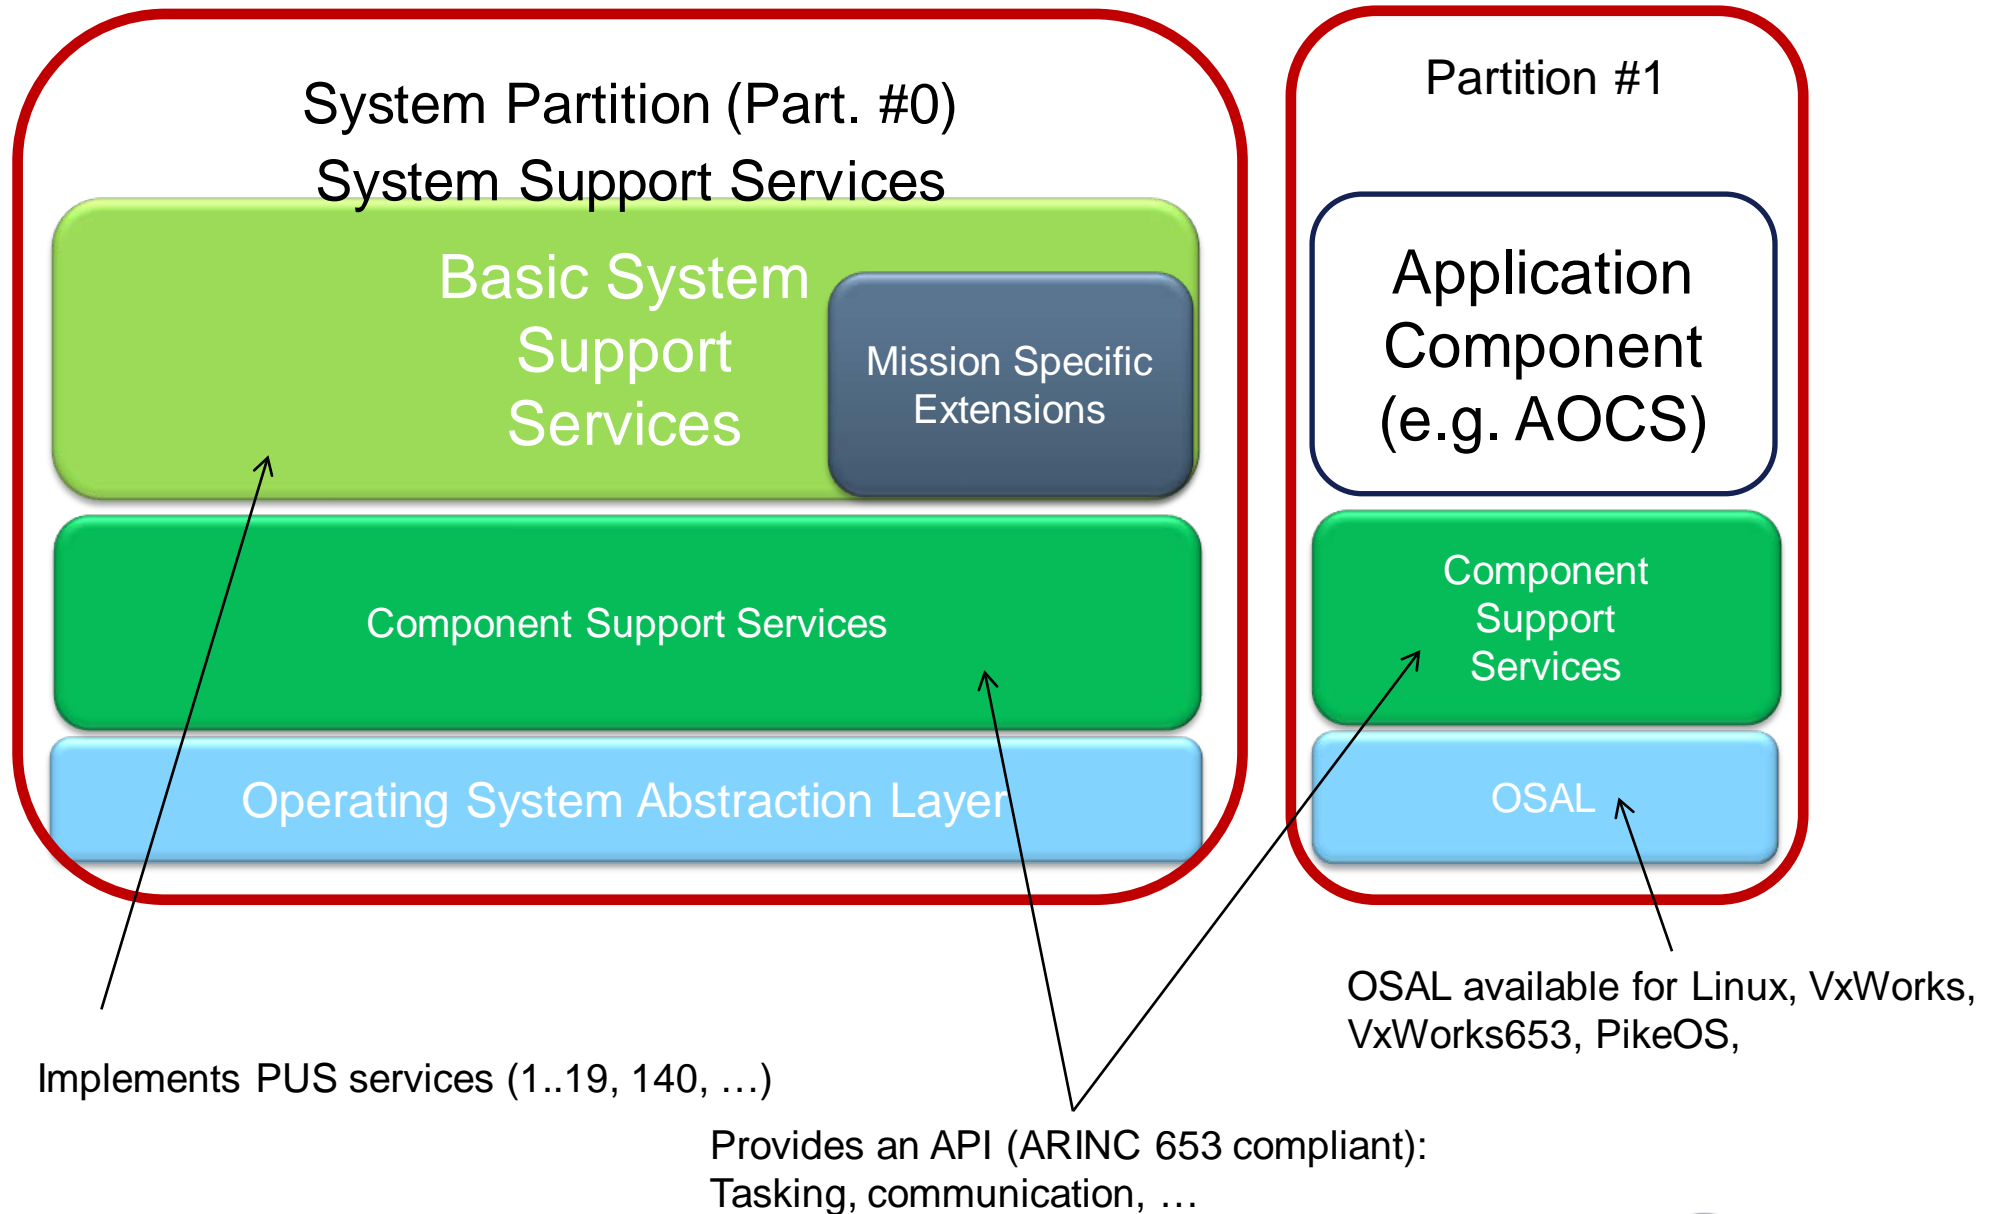 System Partition (Part. #0)
System Support Services
Basic System
Support
Services
Mission Specific
Extensions
Component Support Services
Operating System Abstraction Layer
Partition #1
Application
Component
(e.g. AOCS)
Component
Support
Services
OSAL
OSAL available for Linux, VxWorks,
VxWorks653, PikeOS,
Implements PUS services (1..19, 140, …)
Provides an API (ARINC 653 compliant):
Tasking, communication, …